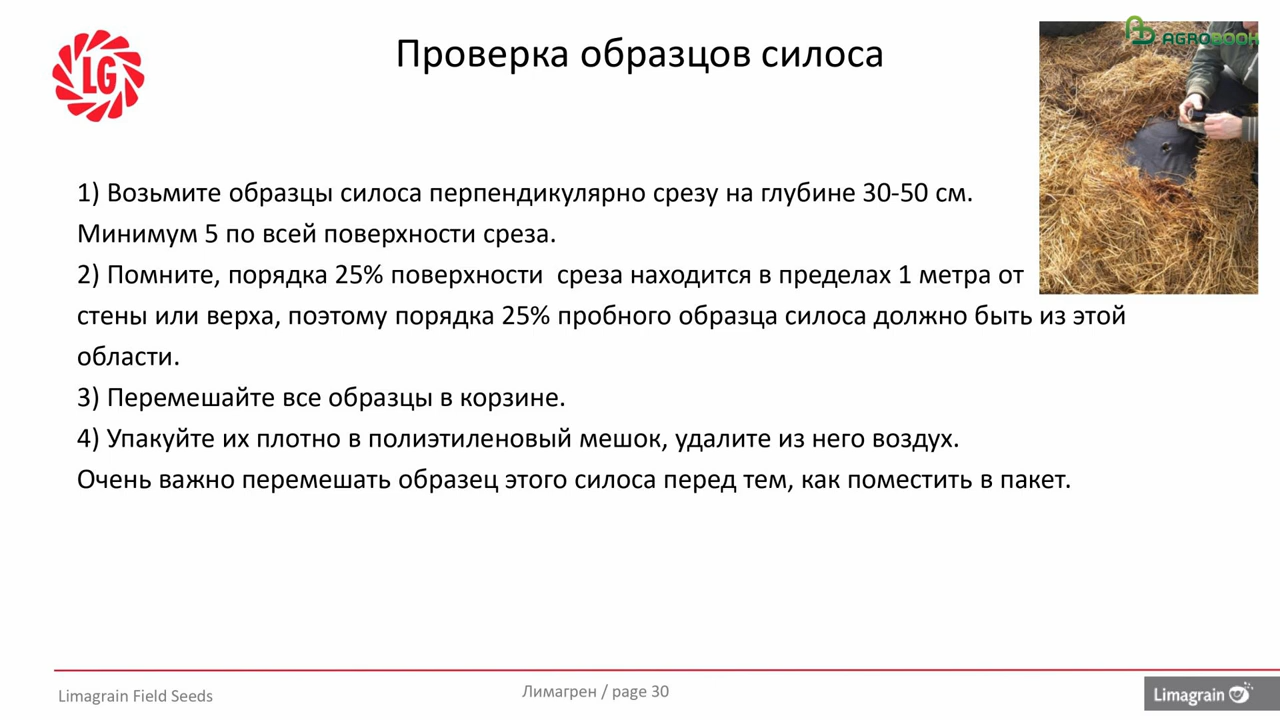 LG
AGROBOOK
Проверка образцов силоса
1) Возьмите образцы силоса перпендикулярно срезу на глубине 30-50 см.
Минимум 5 по всей поверхности среза.
2) Помните, порядка 25% поверхности  среза находится в пределах 1 метра от
стены или верха, поэтому порядка 25% пробного образца силоса должно быть из этой
области.
3) Перемешайте все образцы в корзине.
4) Упакуйте их плотно в полиэтиленовый мешок, удалите из него воздух.
Очень важно перемешать образец этого силоса перед тем, как поместить в пакет.
Limagrain Field Seeds
Лимагрен / page 30
Limagrain